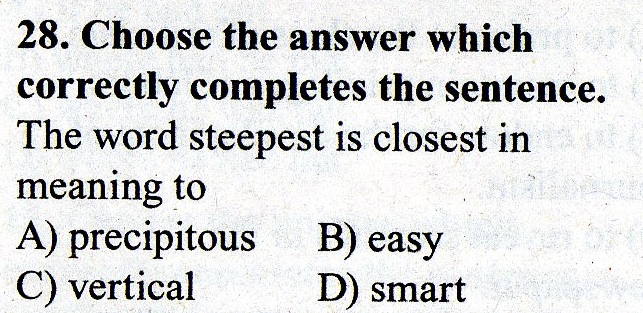 28. Choose the answer which
correctly completes the sentence.
The word steepest is closest in
meaning to
A) precipitous B) easy
C) vertical D) smart